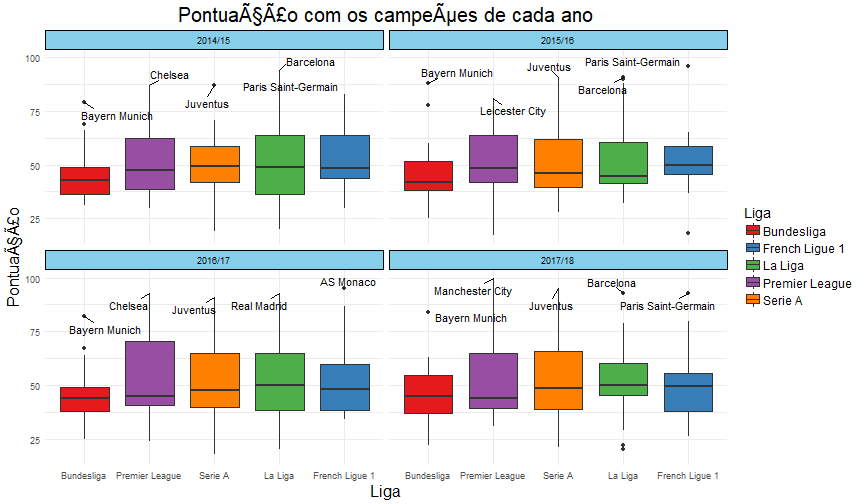 PontuaÃ§Ã£o com os campeÃµes de cada ano
2014/15
2015/16
100
75
50
25
Barcelona
Chelsea
Paris Saint-Germain
Juventus
Bayern Munich
Paris Saint-Germain
Juventus
Bayern Munich
Barcelona
Leicester City
PontuaÃ§Ã£o
2016/17
2017/18
100
75
50
25
AS Monaco
Chelsea
Real Madrid
Juventus
Bayern Munich
Barcelona
Manchester City
Juventus
Paris Saint-Germain
Bayern Munich
Bundesliga
Premier League
Serie A
La Liga
French Ligue 1
Bundesliga
Premier League
Serie A
La Liga
French Ligue 1
Liga
Liga
Bundesliga
French Ligue 1
La Liga
Premier League
Serie A